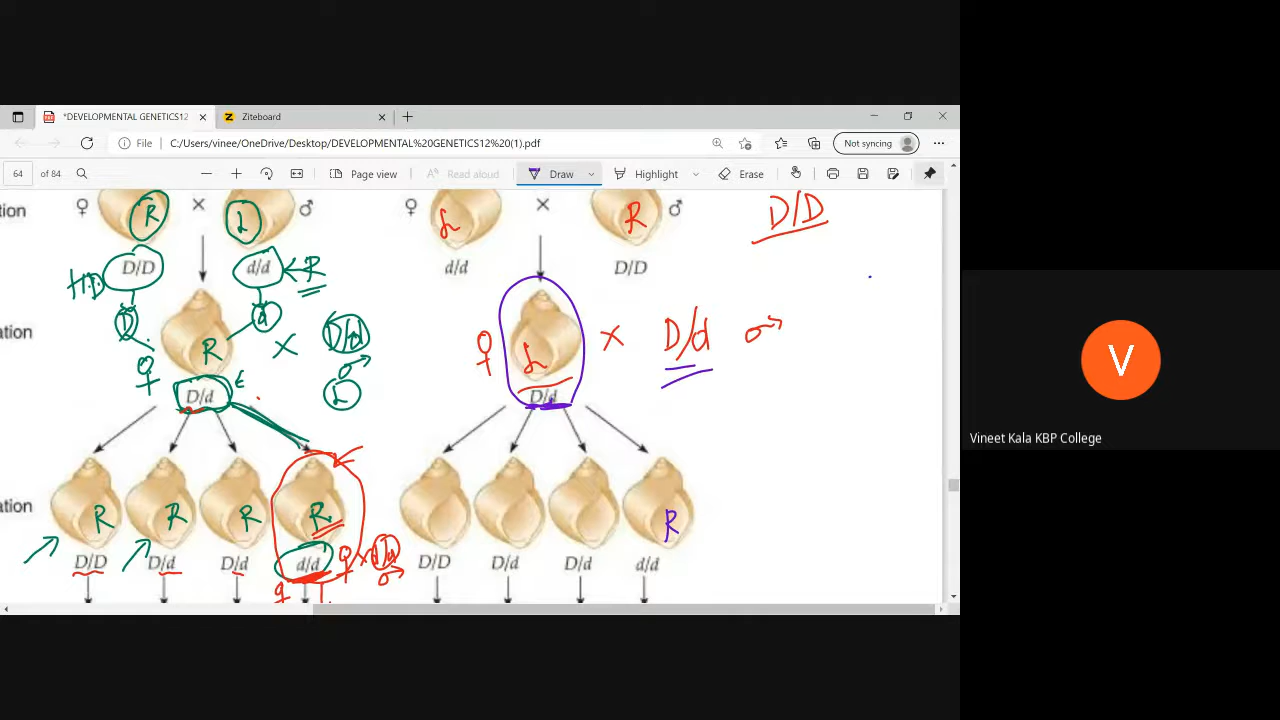 *DEVELOPMENTAL GENETICS12
Ziteboard
File
C:/Users/vinee/OneDrive/Desktop/DEVELOPMENTAL%20GENETICS12%20(1).pdf
Not syncing
64 of 84
Page view
Read aloud
Draw
Highlight
Erase
tion
♀ R × L ♂
♀ L × R ♂
D/D
H.D D/D d/d R
d/d D/D
D d
ation
R × D/d ♂
♀ L × D/d ♂
♀ D/d L
D/d
ation
R R R R
R
D/D D/d D/d d/d ♀ × ♂
D/D D/d D/d d/d
V
Vineet Kala KBP College